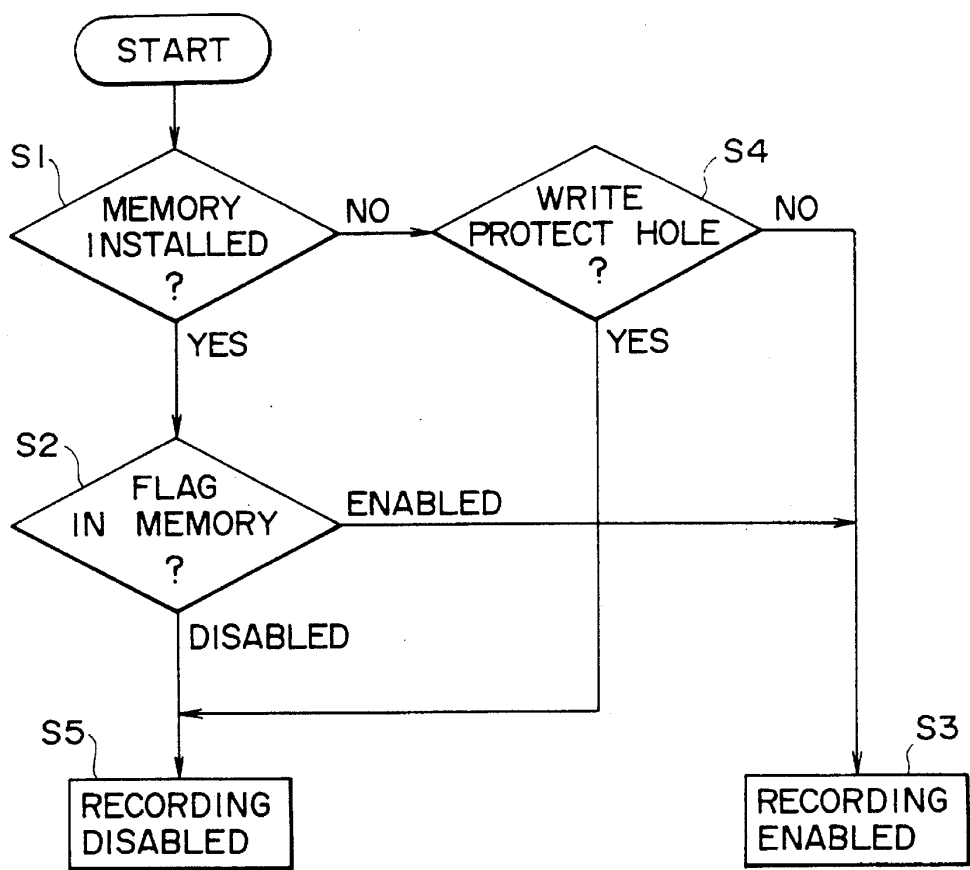 START
S1
MEMORY
INSTALLED
?
NO
YES
S4
WRITE
PROTECT HOLE
?
NO
YES
S2
FLAG
IN MEMORY
?
ENABLED
DISABLED
S5
RECORDING
DISABLED
S3
RECORDING
ENABLED